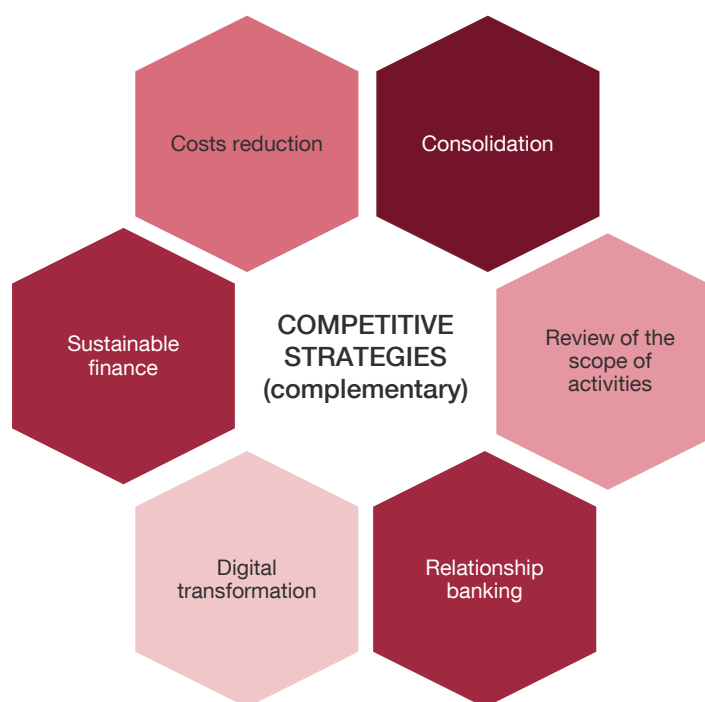 Costs reduction
Consolidation
Sustainable
finance
COMPETITIVE
STRATEGIES
(complementary)
Review of the
scope of
activities
Digital
transformation
Relationship
banking